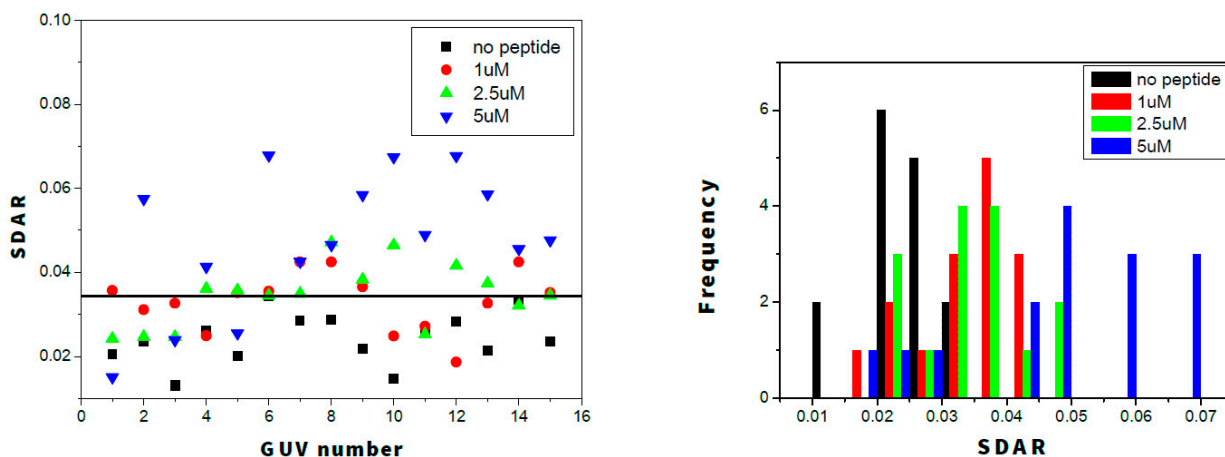 0.10
0.08
0.06
0.04
0.02
SDAR
0 2 4 6 8 10 12 14 16
GUV number
no peptide
1uM
2.5uM
5uM
6
4
2
0
Frequency
0.01 0.02 0.03 0.04 0.05 0.06 0.07
SDAR
no peptide
1uM
2.5uM
5uM